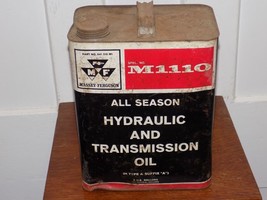 MF
MASSEY FERGUSON
M1110
ALL SEASON
HYDRAULIC
AND
TRANSMISSION
OIL